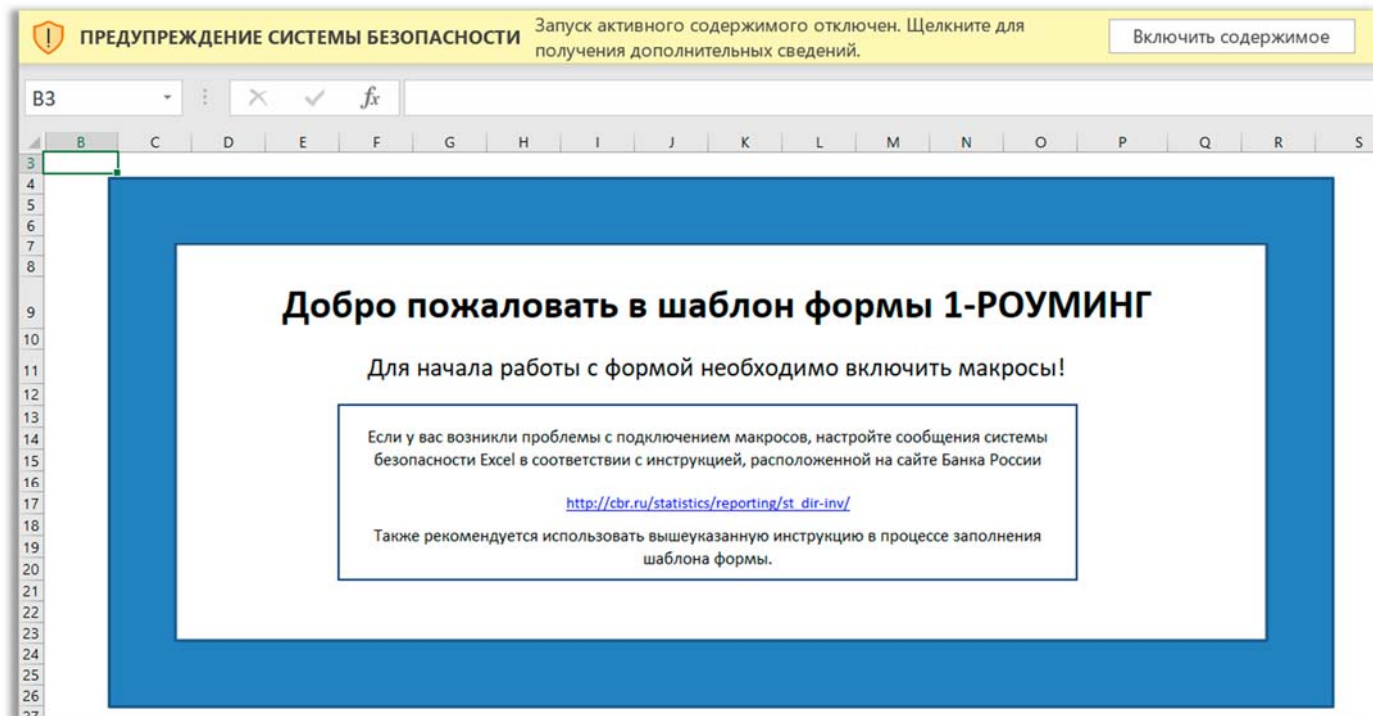 ПРЕДУПРЕЖДЕНИЕ СИСТЕМЫ БЕЗОПАСНОСТИ Запуск активного содержимого отключен. Щелкните для
получения дополнительных сведений.
Включить содержимое
B3
fx
B C D E F G H I J K L M N O P Q R S
3
4
5
6
7
8
9
10
11
12
13
14
15
16
17
18
19
20
21
22
23
24
25
26
27
Добро пожаловать в шаблон формы 1-РОУМИНГ
Для начала работы с формой необходимо включить макросы!
Если у вас возникли проблемы с подключением макросов, настройте сообщения системы
безопасности Excel в соответствии с инструкцией, расположенной на сайте Банка России
http://cbr.ru/statistics/reporting/st_dir-inv/
Также рекомендуется использовать вышеуказанную инструкцию в процессе заполнения
шаблона формы.